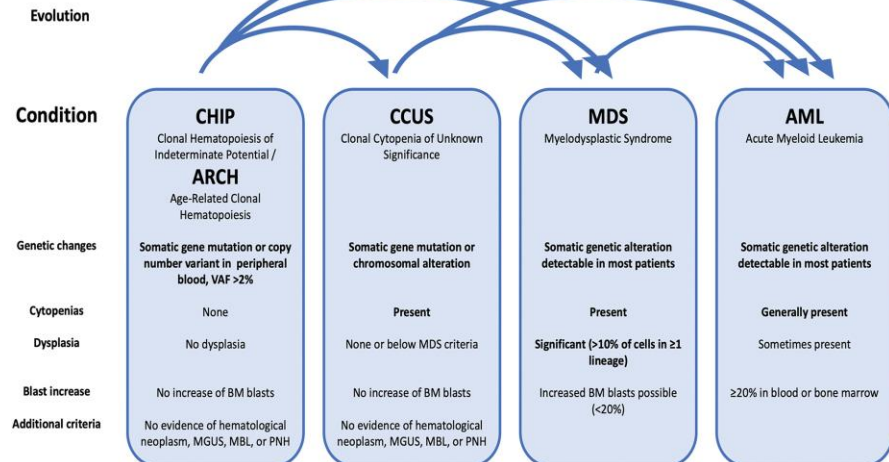 Evolution
Condition
CHIP
Clonal Hematopoiesis of
Indeterminate Potential /
ARCH
Age-Related Clonal
Hematopoiesis
CCUS
Clonal Cytopenia of Unknown
Significance
MDS
Myelodysplastic Syndrome
AML
Acute Myeloid Leukemia
Genetic changes
Somatic gene mutation or copy
number variant in peripheral
blood, VAF >2%
Somatic gene mutation or
chromosomal alteration
Somatic genetic alteration
detectable in most patients
Somatic genetic alteration
detectable in most patients
Cytopenias
None
Present
Present
Generally present
Dysplasia
No dysplasia
None or below MDS criteria
Significant (>10% of cells in ≥1
lineage)
Sometimes present
Blast increase
No increase of BM blasts
No increase of BM blasts
Increased BM blasts possible
(<20%)
≥20% in blood or bone marrow
Additional criteria
No evidence of hematological
neoplasm, MGUS, MBL, or PNH
No evidence of hematological
neoplasm, MGUS, MBL, or PNH